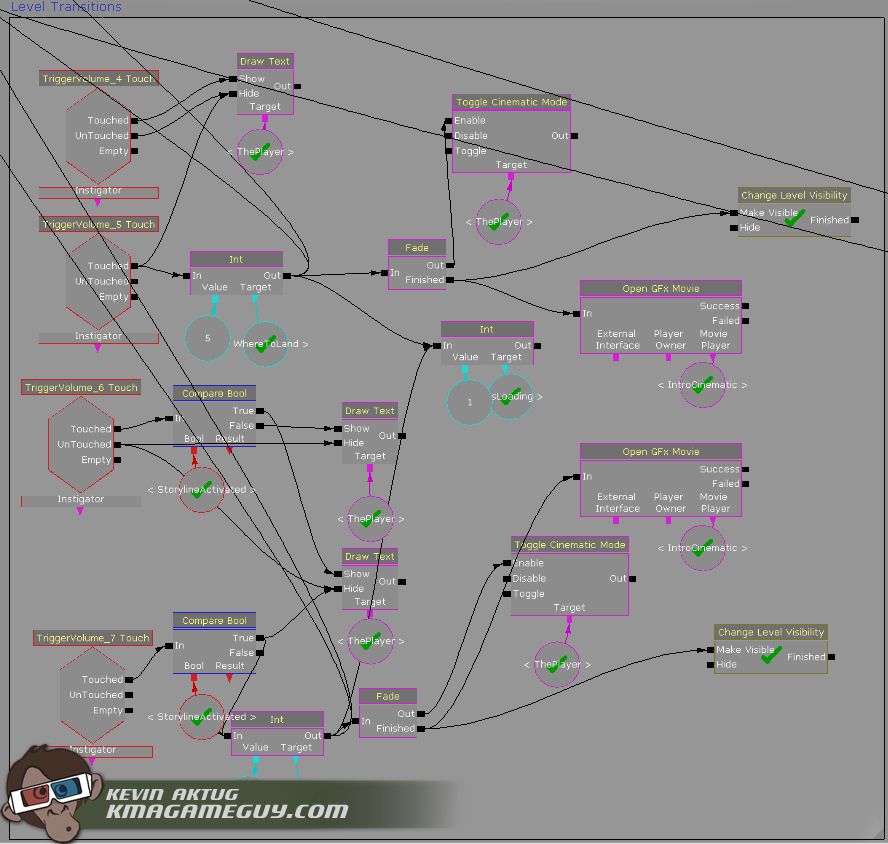 Level Transitions
TriggerVolume_4 Touch
Touched
UnTouched
Empty
Instigator
Draw Text
Show
Hide
Out
Target
< ThePlayer >
Toggle Cinematic Mode
Enable
Disable
Toggle
Out
Target
< ThePlayer >
Change Level Visibility
Make Visible
Hide
Finished
TriggerVolume_5 Touch
Touched
UnTouched
Empty
Instigator
Int
In
Out
Value
Target
5
WhereToLand >
Fade
In
Out
Finished
Open GFx Movie
In
Success
Failed
External Interface
Player Owner
Movie Player
< IntroCinematic >
Int
In
Out
Value
Target
1
sLoading >
TriggerVolume_6 Touch
Touched
UnTouched
Empty
Instigator
Compare Bool
In
True
False
Bool
Result
< StorylineActivated >
Draw Text
Show
Hide
Out
Target
< ThePlayer >
Open GFx Movie
In
Success
Failed
External Interface
Player Owner
Movie Player
< IntroCinematic >
Draw Text
Show
Hide
Out
Target
< ThePlayer >
Toggle Cinematic Mode
Enable
Disable
Toggle
Out
Target
< ThePlayer >
TriggerVolume_7 Touch
Touched
UnTouched
Empty
Instigator
Compare Bool
In
True
False
Bool
Result
< StorylineActivated >
Int
In
Out
Value
Target
Fade
In
Out
Finished
Change Level Visibility
Make Visible
Hide
Finished
KEVIN AKTUG
KMAGAMEGUY.COM